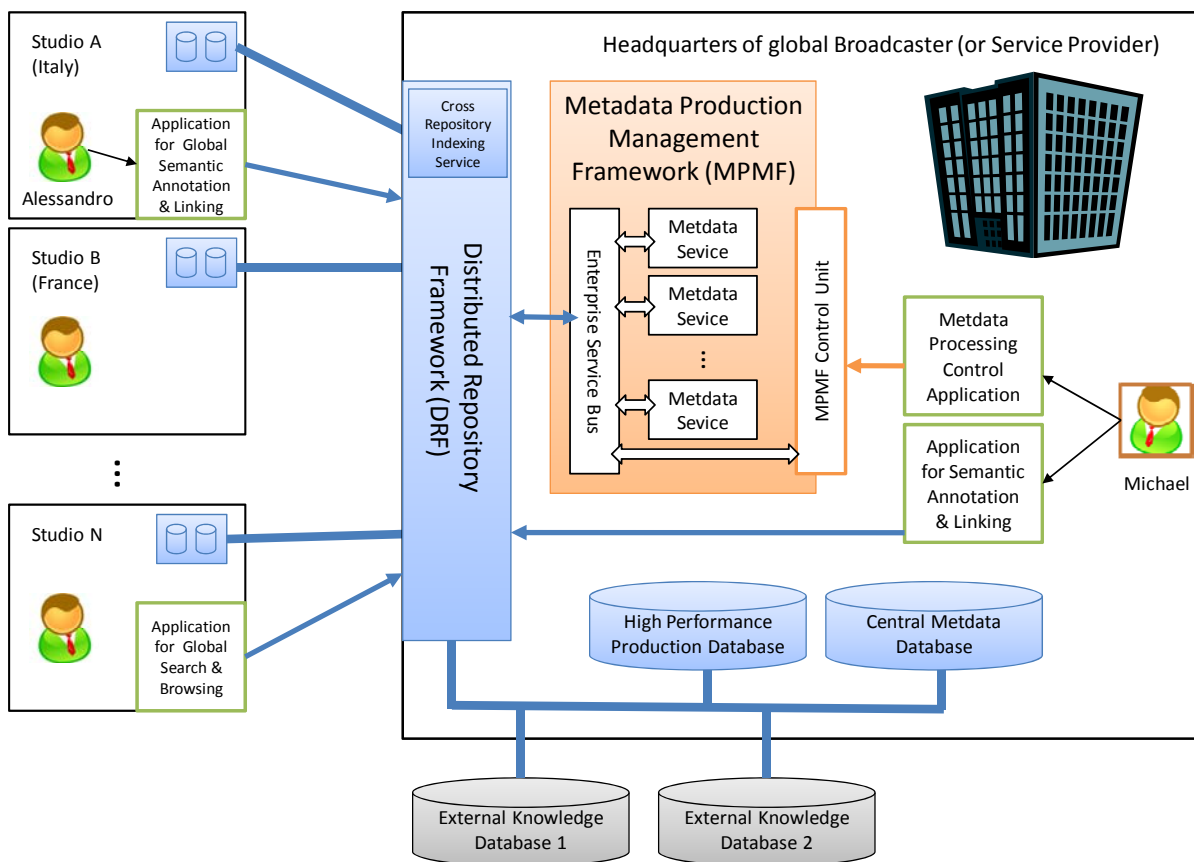 Studio A
(Italy)
Alessandro
Application
for Global
Semantic
Annotation
& Linking
Studio B
(France)
...
Studio N
Application
for Global
Search &
Browsing
Headquarters of global Broadcaster (or Service Provider)
Cross
Repository
Indexing
Service
Distributed Repository
Framework (DRF)
Metadata Production
Management
Framework (MPMF)
Enterprise Service Bus
Metdata
Sevice
Metdata
Sevice
...
Metdata
Sevice
MPMF Control Unit
Metdata
Processing
Control
Application
Application
for Semantic
Annotation
& Linking
Michael
High Performance
Production Database
Central Metdata
Database
External Knowledge
Database 1
External Knowledge
Database 2